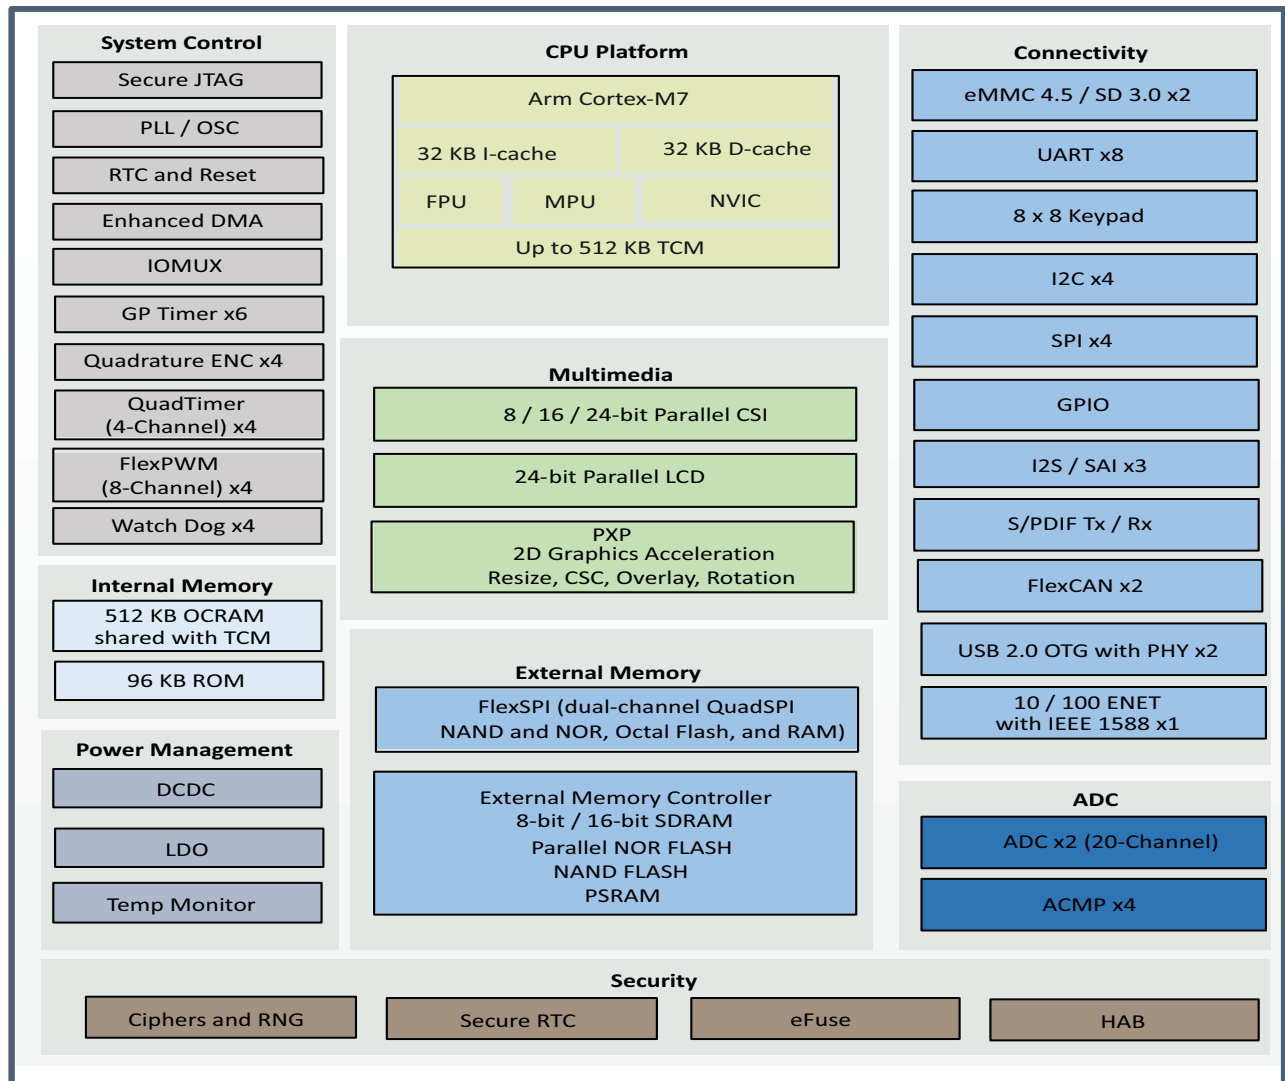 System Control
Secure JTAG
PLL / OSC
RTC and Reset
Enhanced DMA
IOMUX
GP Timer x6
Quadrature ENC x4
QuadTimer
(4-Channel) x4
FlexPWM
(8-Channel) x4
Watch Dog x4
Internal Memory
512 KB OCRAM
shared with TCM
96 KB ROM
Power Management
DCDC
LDO
Temp Monitor
CPU Platform
Arm Cortex-M7
32 KB I-cache
32 KB D-cache
FPU
MPU
NVIC
Up to 512 KB TCM
Multimedia
8 / 16 / 24-bit Parallel CSI
24-bit Parallel LCD
PXP
2D Graphics Acceleration
Resize, CSC, Overlay, Rotation
External Memory
FlexSPI (dual-channel QuadSPI
NAND and NOR, Octal Flash, and RAM)
External Memory Controller
8-bit / 16-bit SDRAM
Parallel NOR FLASH
NAND FLASH
PSRAM
Connectivity
eMMC 4.5 / SD 3.0 x2
UART x8
8 x 8 Keypad
I2C x4
SPI x4
GPIO
I2S / SAI x3
S/PDIF Tx / Rx
FlexCAN x2
USB 2.0 OTG with PHY x2
10 / 100 ENET
with IEEE 1588 x1
ADC
ADC x2 (20-Channel)
ACMP x4
Security
Ciphers and RNG
Secure RTC
eFuse
HAB